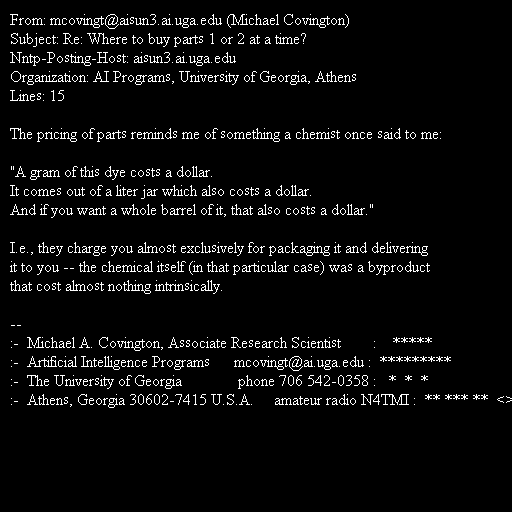 From: mcovingt@aisun3.ai.uga.edu (Michael Covington)
Subject: Re: Where to buy parts 1 or 2 at a time?
Nntp-Posting-Host: aisun3.ai.uga.edu
Organization: AI Programs, University of Georgia, Athens
Lines: 15

The pricing of parts reminds me of something a chemist once said to me:

"A gram of this dye costs a dollar.
It comes out of a liter jar which also costs a dollar.
And if you want a whole barrel of it, that also costs a dollar."

I.e., they charge you almost exclusively for packaging it and delivering
it to you -- the chemical itself (in that particular case) was a byproduct
that cost almost nothing intrinsically.

--
:-  Michael A. Covington, Associate Research Scientist        :    *****
:-  Artificial Intelligence Programs      mcovingt@ai.uga.edu :  *********
:-  The University of Georgia              phone 706 542-0358 :   *  *  *
:-  Athens, Georgia 30602-7415 U.S.A.     amateur radio N4TMI :  ** *** **  <>